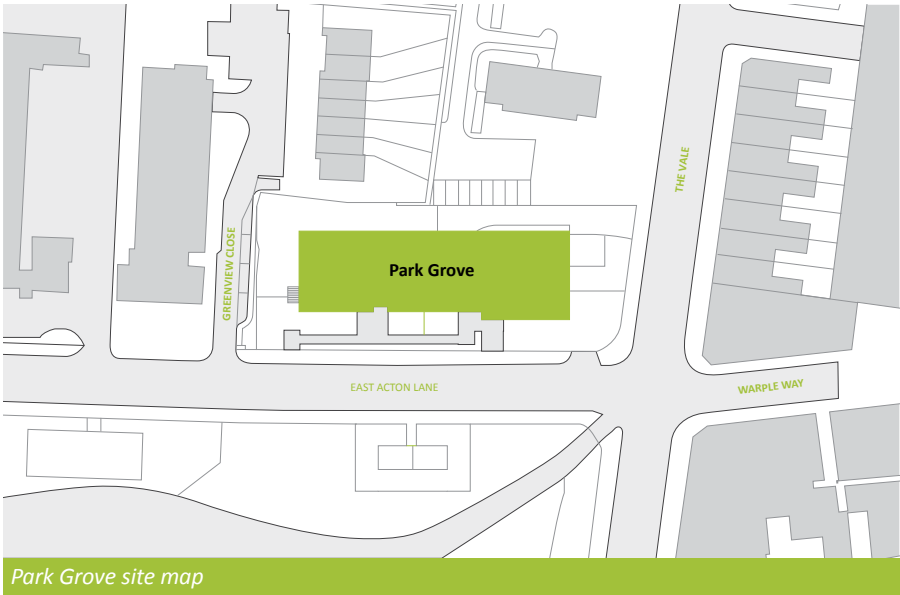 THE VALE
GREENVIEW CLOSE
Park Grove
EAST ACTON LANE
WARPLE WAY
Park Grove site map